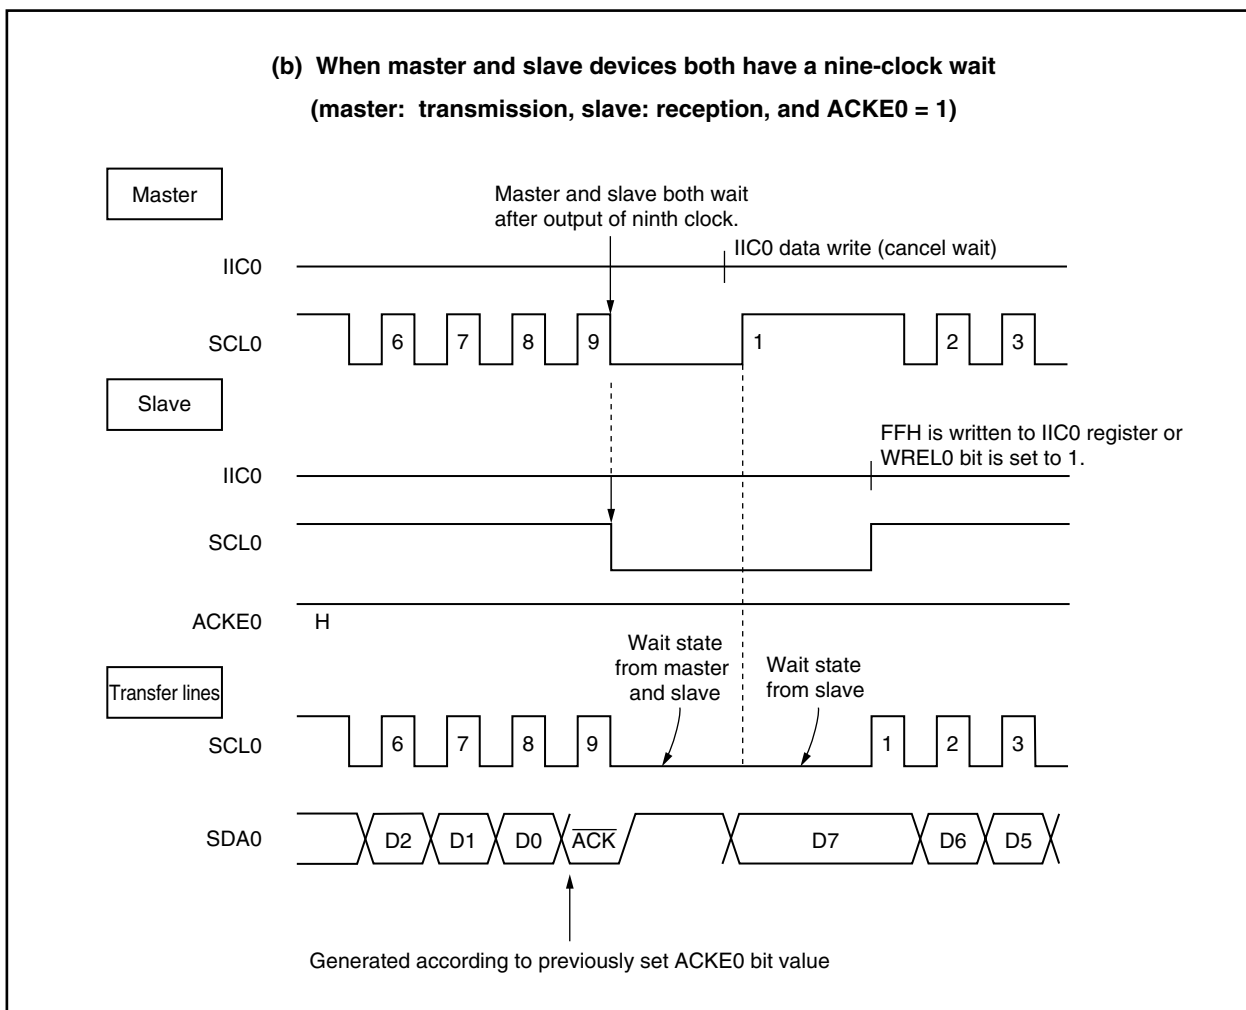 (b) When master and slave devices both have a nine-clock wait
(master: transmission, slave: reception, and ACKE0 = 1)
Master
Master and slave both wait
after output of ninth clock.
IIC0 data write (cancel wait)
IIC0
SCL0
6 7 8 9 1 2 3
Slave
FFH is written to IIC0 register or
WREL0 bit is set to 1.
IIC0
SCL0
ACKE0 H
Wait state
from master
and slave
Wait state
from slave
Transfer lines
SCL0
6 7 8 9 1 2 3
SDA0
D2 D1 D0 ACK D7 D6 D5
Generated according to previously set ACKE0 bit value